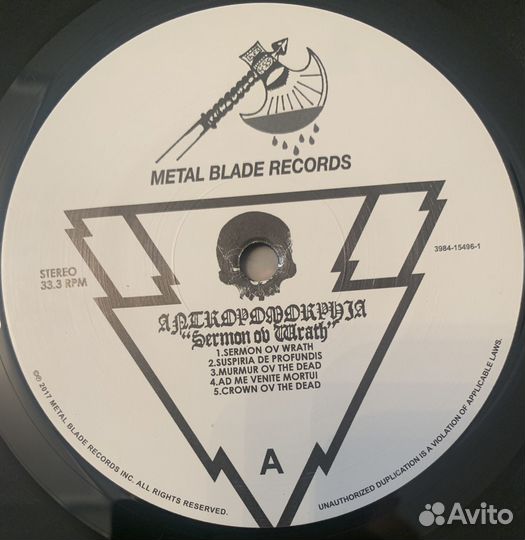 METAL BLADE RECORDS
STEREO
33.3 RPM
3984-15496-1
ANTROPOMORPHIA
"Sermon ov Wrath"
1.SERMON OV WRATH
2.SUSPIRIA DE PROFUNDIS
3.MURMUR OV THE DEAD
4.AD ME VENITE MORTUI
5.CROWN OV THE DEAD
A
©℗ 2017 METAL BLADE RECORDS INC. ALL RIGHTS RESERVED.
UNAUTHORIZED DUPLICATION IS A VIOLATION OF APPLICABLE LAWS.
Avito